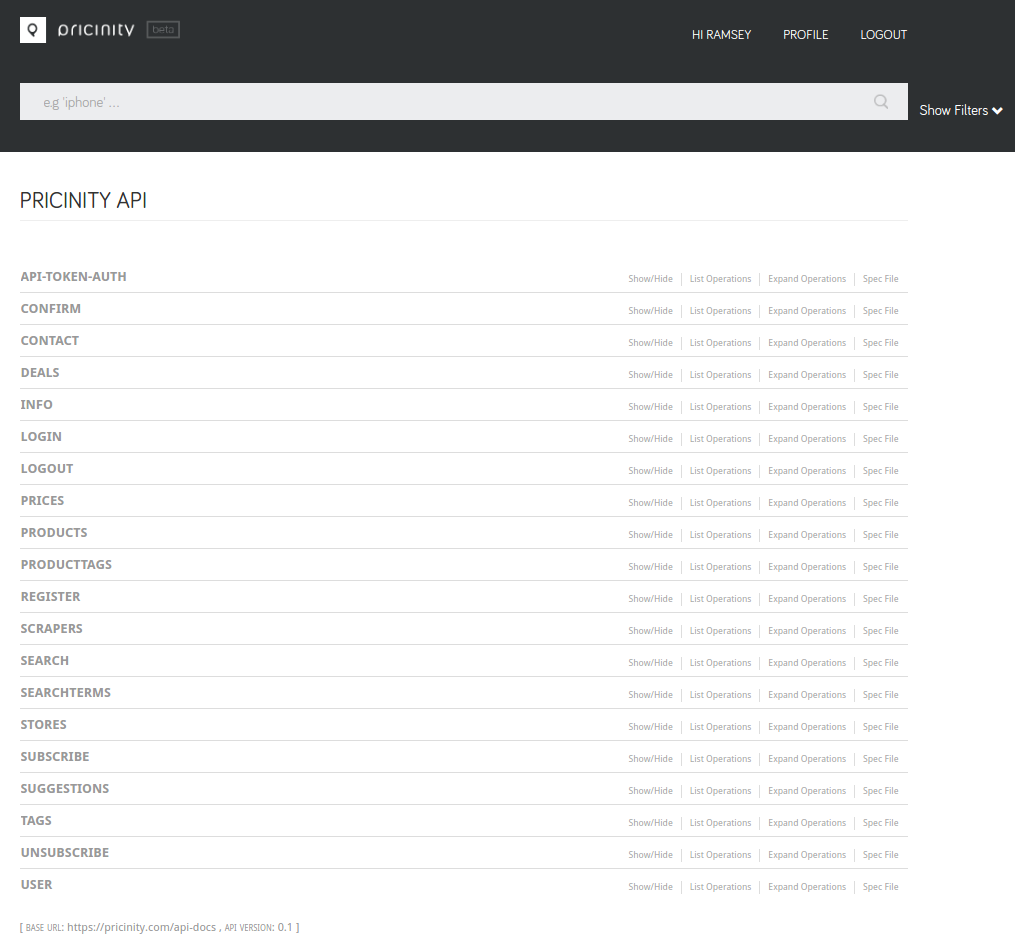 pricinity beta
HI RAMSEY PROFILE LOGOUT
e.g 'iphone' ...
Show Filters
PRICINITY API
API-TOKEN-AUTH Show/Hide List Operations Expand Operations Spec File
CONFIRM Show/Hide List Operations Expand Operations Spec File
CONTACT Show/Hide List Operations Expand Operations Spec File
DEALS Show/Hide List Operations Expand Operations Spec File
INFO Show/Hide List Operations Expand Operations Spec File
LOGIN Show/Hide List Operations Expand Operations Spec File
LOGOUT Show/Hide List Operations Expand Operations Spec File
PRICES Show/Hide List Operations Expand Operations Spec File
PRODUCTS Show/Hide List Operations Expand Operations Spec File
PRODUCTTAGS Show/Hide List Operations Expand Operations Spec File
REGISTER Show/Hide List Operations Expand Operations Spec File
SCRAPERS Show/Hide List Operations Expand Operations Spec File
SEARCH Show/Hide List Operations Expand Operations Spec File
SEARCHTERMS Show/Hide List Operations Expand Operations Spec File
STORES Show/Hide List Operations Expand Operations Spec File
SUBSCRIBE Show/Hide List Operations Expand Operations Spec File
SUGGESTIONS Show/Hide List Operations Expand Operations Spec File
TAGS Show/Hide List Operations Expand Operations Spec File
UNSUBSCRIBE Show/Hide List Operations Expand Operations Spec File
USER Show/Hide List Operations Expand Operations Spec File
[ BASE URL: https://pricinity.com/api-docs , API VERSION: 0.1 ]